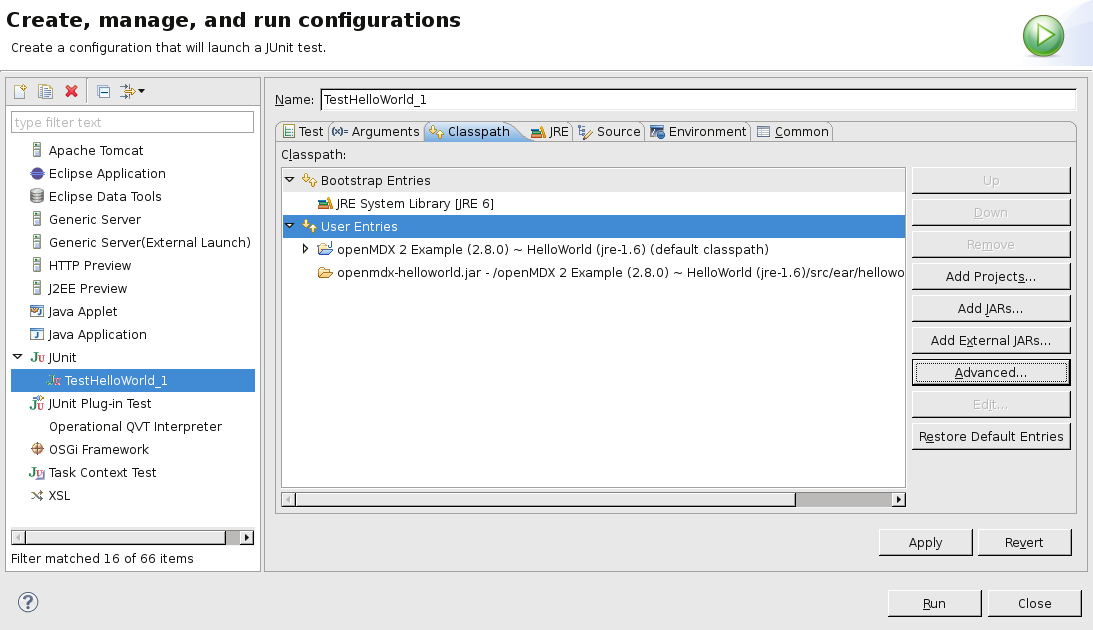 Create, manage, and run configurations
Create a configuration that will launch a JUnit test.
type filter text
Apache Tomcat
Eclipse Application
Eclipse Data Tools
Generic Server
Generic Server(External Launch)
HTTP Preview
J2EE Preview
Java Applet
Java Application
JUnit
TestHelloWorld_1
JUnit Plug-in Test
Operational QVT Interpreter
OSGi Framework
Task Context Test
XSL
Filter matched 16 of 66 items
Name: TestHelloWorld_1
Test (x)= Arguments Classpath JRE Source Environment Common
Classpath:
Bootstrap Entries
JRE System Library [JRE 6]
User Entries
openMDX 2 Example (2.8.0) ~ HelloWorld (jre-1.6) (default classpath)
openmdx-helloworld.jar - /openMDX 2 Example (2.8.0) ~ HelloWorld (jre-1.6)/src/ear/hellowo
Up
Down
Remove
Add Projects...
Add JARs...
Add External JARs...
Advanced...
Edit...
Restore Default Entries
Apply Revert
? Run Close